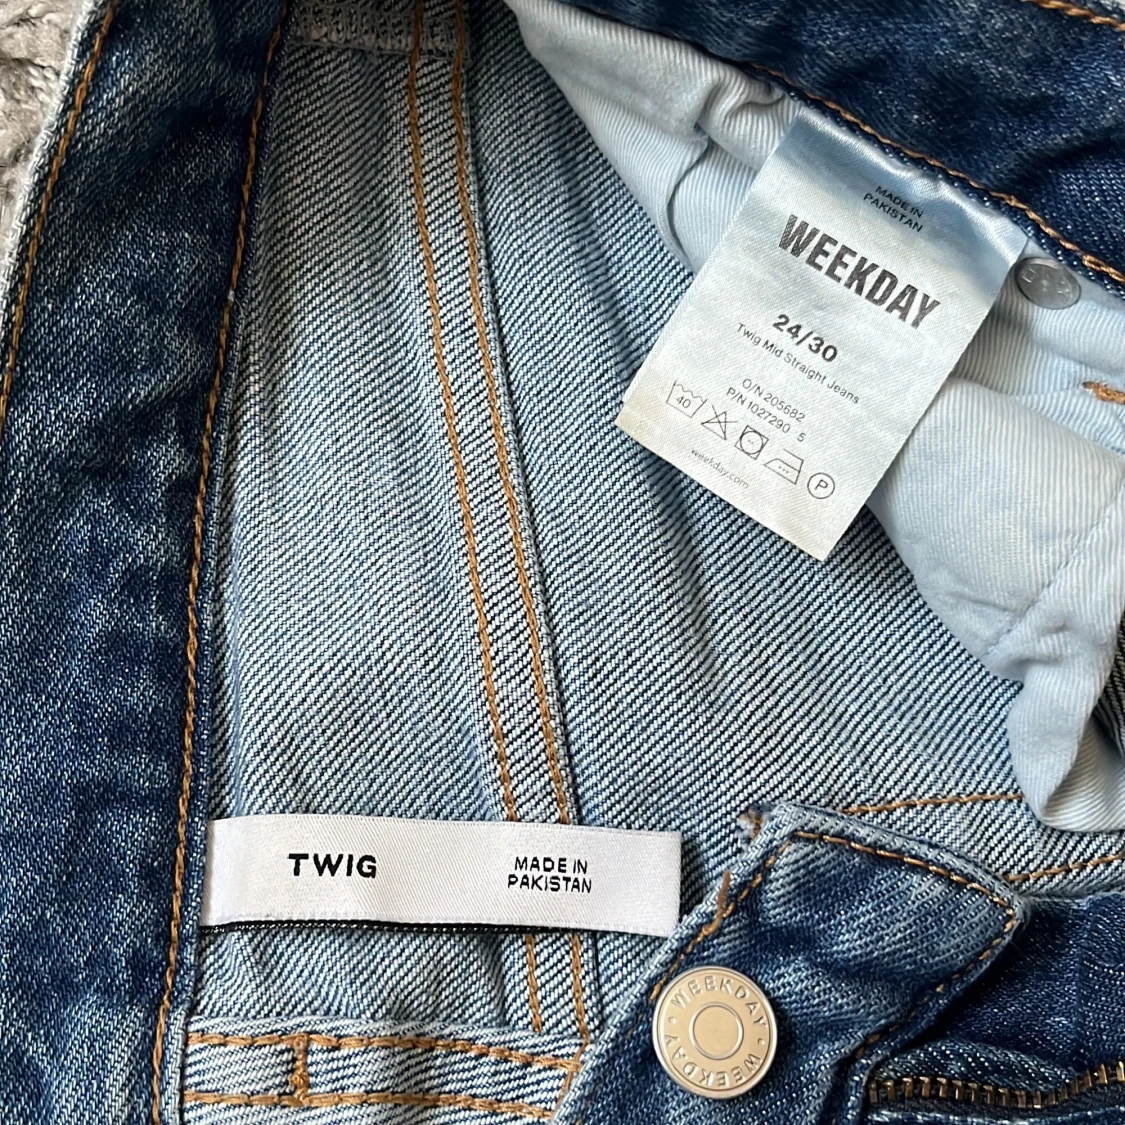 MADE IN
PAKISTAN
WEEKDAY
24/30
Twig Mid Straight Jeans
O/N 205682
P/N 1027290 5
40
P
weekday.com
TWIG
MADE IN
PAKISTAN
WEEKDAY · WEEKDAY ·